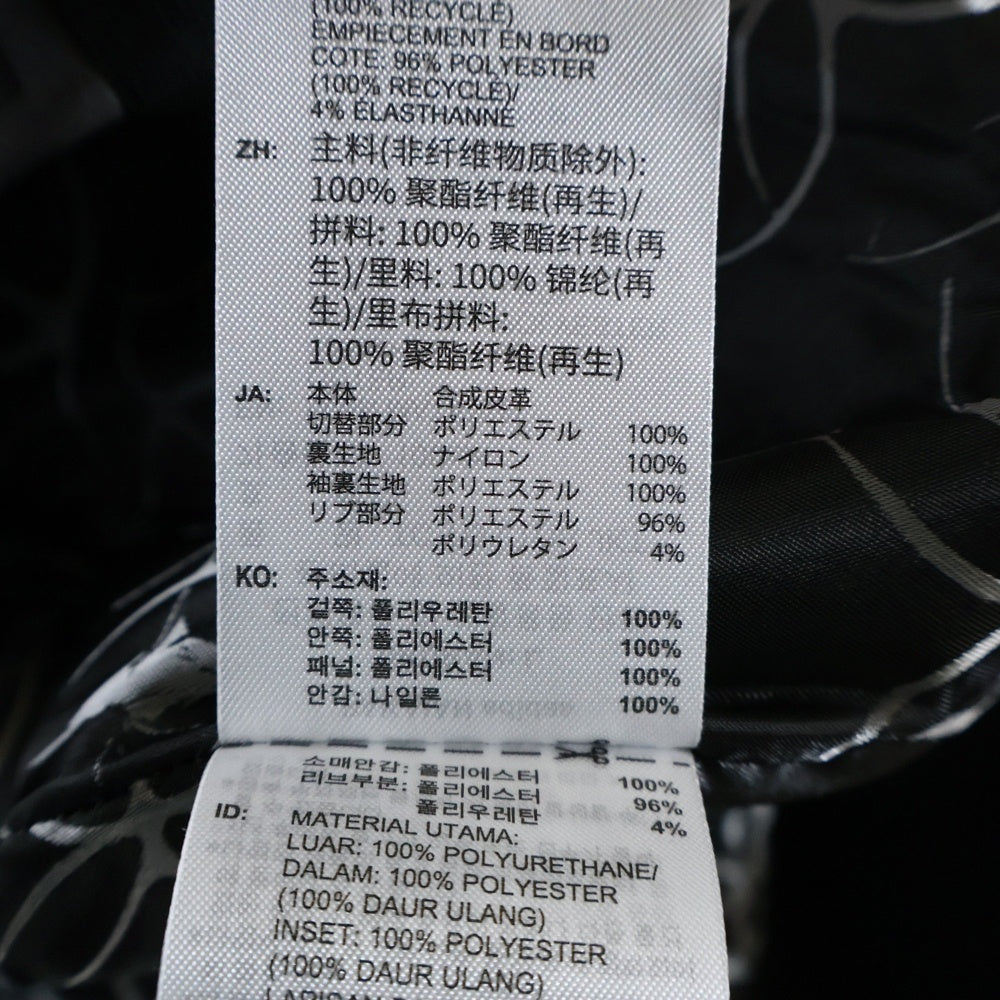 (100% RECYCLÉ)
EMPIÈCEMENT EN BORD
CÔTE: 96% POLYESTER
(100% RECYCLÉ)/
4% ÉLASTHANNE
ZH: 主料(非纤维物质除外):
100% 聚酯纤维(再生)/
拼料: 100% 聚酯纤维(再
生)/里料: 100% 锦纶(再
生)/里布拼料:
100% 聚酯纤维(再生)
JA: 本体 合成皮革
切替部分 ポリエステル 100%
裏生地 ナイロン 100%
袖裏生地 ポリエステル 100%
リブ部分 ポリエステル 96%
ポリウレタン 4%
KO: 주소재:
겉쪽: 폴리우레탄 100%
안쪽: 폴리에스터 100%
패널: 폴리에스터 100%
안감: 나일론 100%
소매안감: 폴리에스터 100%
리브부분: 폴리에스터 96%
폴리우레탄 4%
ID: MATERIAL UTAMA:
LUAR: 100% POLYURETHANE/
DALAM: 100% POLYESTER
(100% DAUR ULANG)
INSET: 100% POLYESTER
(100% DAUR ULANG)